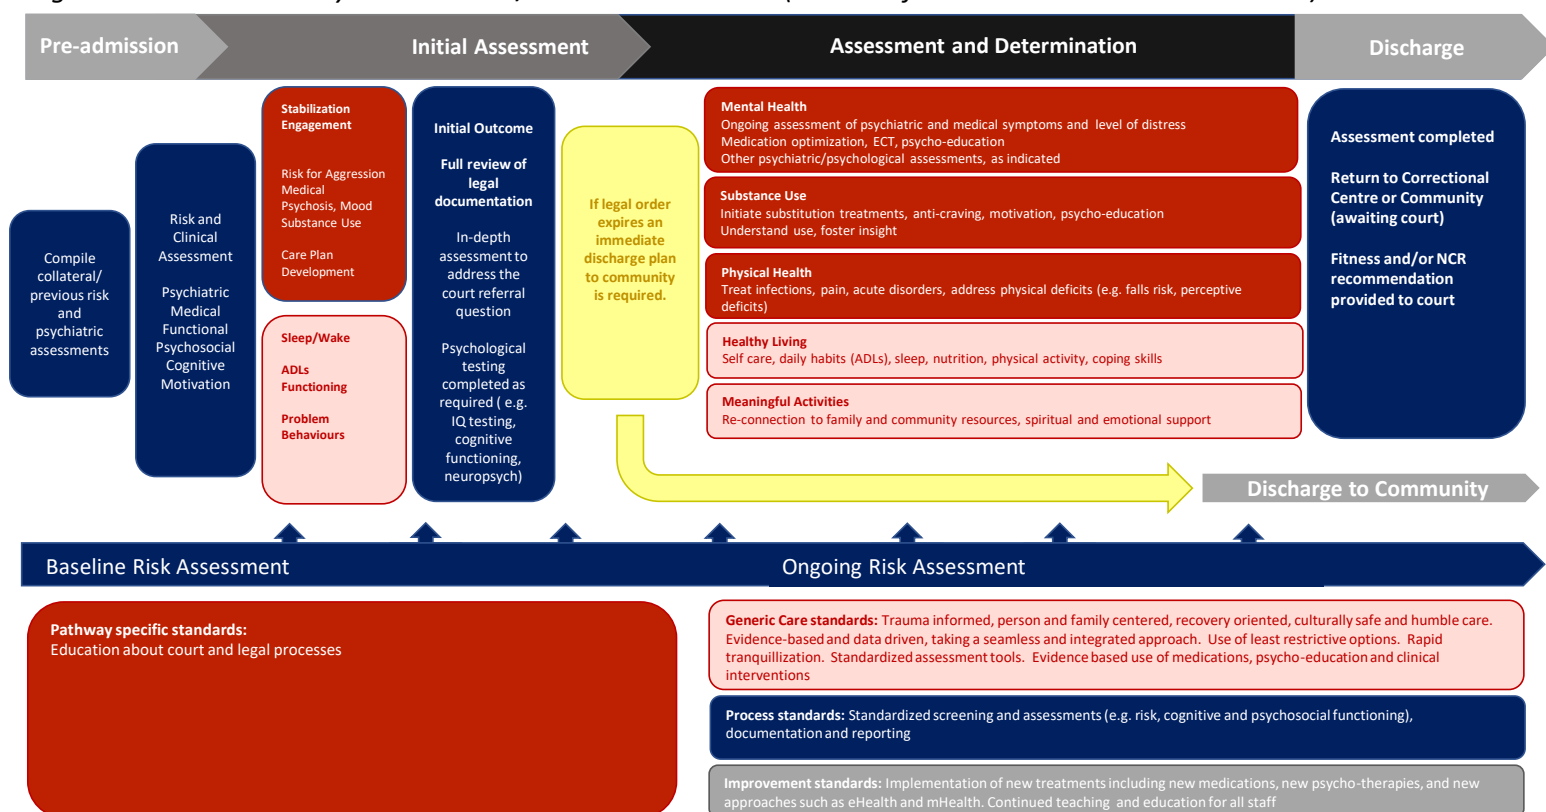 Pre-admission
Initial Assessment
Assessment and Determination
Discharge
Compile
collateral/
previous risk
and
psychiatric
assessments
Risk and
Clinical
Assessment
Psychiatric
Medical
Functional
Psychosocial
Cognitive
Motivation
Stabilization
Engagement
Risk for Aggression
Medical
Psychosis, Mood
Substance Use
Care Plan
Development
Sleep/Wake
ADLs
Functioning
Problem
Behaviours
Initial Outcome
Full review of
legal
documentation
In-depth
assessment to
address the
court referral
question
Psychological
testing
completed as
required ( e.g.
IQ testing,
cognitive
functioning,
neuropsych)
If legal order
expires an
immediate
discharge plan
to community
is required.
Mental Health
Ongoing assessment of psychiatric and medical symptoms and level of distress
Medication optimization, ECT, psycho-education
Other psychiatric/psychological assessments, as indicated
Substance Use
Initiate substitution treatments, anti-craving, motivation, psycho-education
Understand use, foster insight
Physical Health
Treat infections, pain, acute disorders, address physical deficits (e.g. falls risk, perceptive
deficits)
Healthy Living
Self care, daily habits (ADLs), sleep, nutrition, physical activity, coping skills
Meaningful Activities
Re-connection to family and community resources, spiritual and emotional support
Assessment completed
Return to Correctional
Centre or Community
(awaiting court)
Fitness and/or NCR
recommendation
provided to court
Discharge to Community
Baseline Risk Assessment
Ongoing Risk Assessment
Pathway specific standards:
Education about court and legal processes
Generic Care standards: Trauma informed, person and family centered, recovery oriented, culturally safe and humble care.
Evidence-based and data driven, taking a seamless and integrated approach. Use of least restrictive options. Rapid
tranquillization. Standardized assessment tools. Evidence based use of medications, psycho-education and clinical
interventions
Process standards: Standardized screening and assessments (e.g. risk, cognitive and psychosocial functioning),
documentation and reporting
Improvement standards: Implementation of new treatments including new medications, new psycho-therapies, and new
approaches such as eHealth and mHealth. Continued teaching and education for all staff